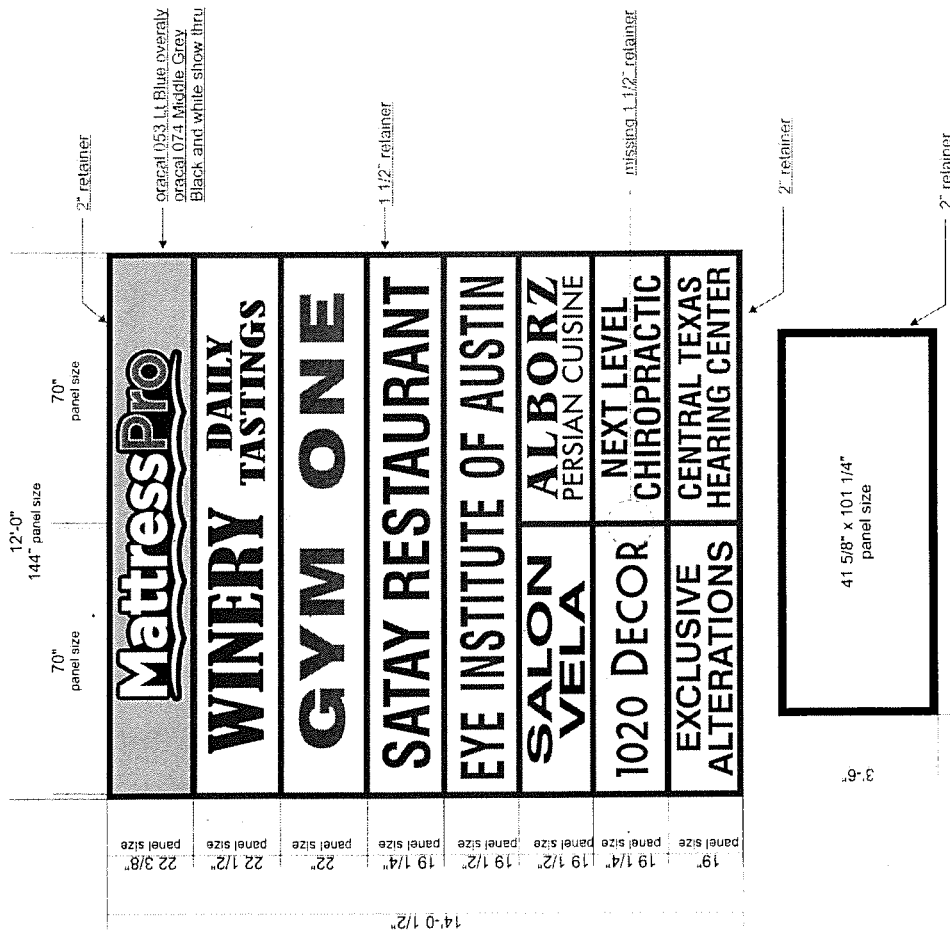 2" retainer
oracal 053 Lt Blue overaly
oracal 074 Middle Grey
Black and white show thru
1 1/2" retainer
missing 1 1/2" retainer
2" retainer
2" retainer
12'-0"
144" panel size
70"
panel size
70"
panel size
MattressPro
WINERY
DAILY
TASTINGS
GYM ONE
SATAY RESTAURANT
EYE INSTITUTE OF AUSTIN
SALON
VELA
ALBORZ
PERSIAN CUISINE
1020 DECOR
NEXT LEVEL
CHIROPRACTIC
EXCLUSIVE
ALTERATIONS
CENTRAL TEXAS
HEARING CENTER
22 3/8"
panel size
22 1/2"
panel size
22"
panel size
19 1/4"
panel size
19 1/2"
panel size
19 1/2"
panel size
19 1/4"
panel size
19"
panel size
14'-0 1/2"
41 5/8" x 101 1/4"
panel size
3'-6"